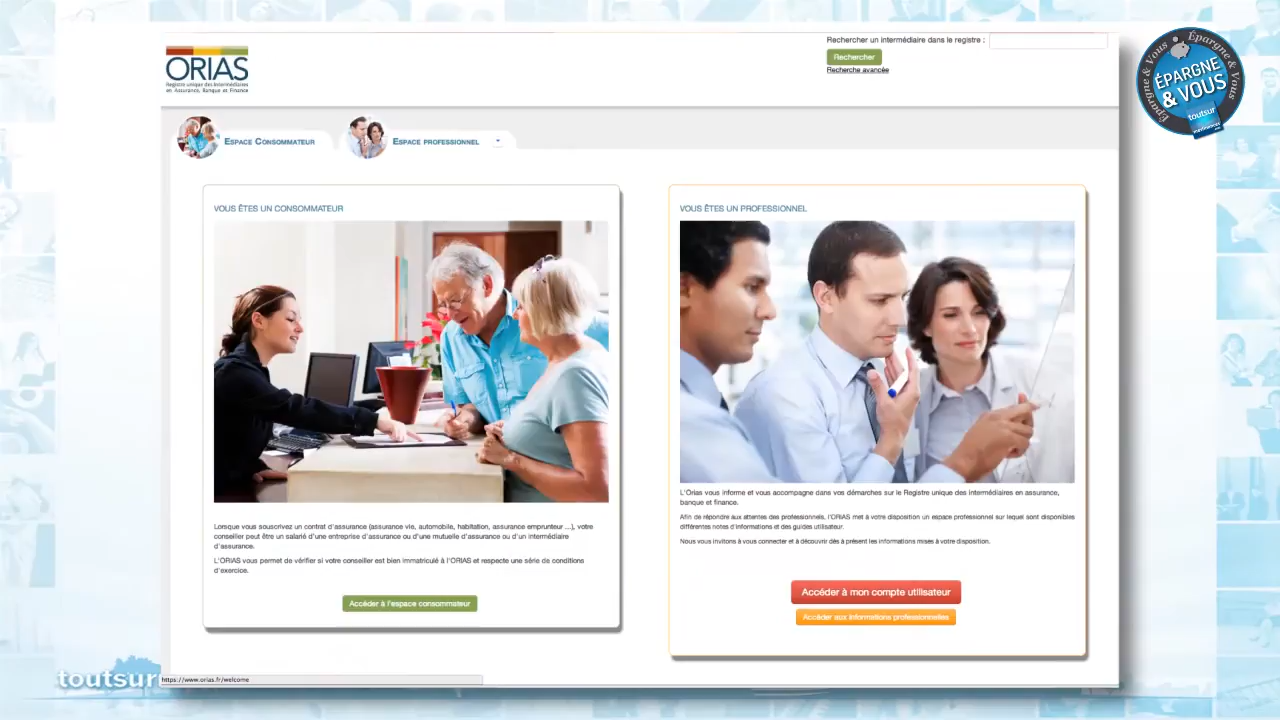 ORIAS
Registre unique des Intermédiaires
en Assurance, Banque et Finance
Rechercher un intermédiaire dans le registre :
Rechercher
Recherche avancée
Épargne & Vous
Épargne & Vous
ÉPARGNE
& VOUS
toutsur
ESPACE CONSOMMATEUR
ESPACE PROFESSIONNEL
VOUS ÊTES UN CONSOMMATEUR
Lorsque vous souscrivez un contrat d'assurance (assurance vie, automobile, habitation, assurance emprunteur ...), votre
conseiller peut être un salarié d'une entreprise d'assurance ou d'une mutuelle d'assurance ou d'un intermédiaire
d'assurance.
L'ORIAS vous permet de vérifier si votre conseiller est bien immatriculé à l'ORIAS et respecte une série de conditions
d'exercice.
Accéder à l'espace consommateur
VOUS ÊTES UN PROFESSIONNEL
L'Orias vous informe et vous accompagne dans vos démarches sur le Registre unique des intermédiaires en assurance,
banque et finance.
Afin de répondre aux attentes des professionnels, l'ORIAS met à votre disposition un espace professionnel sur lequel sont disponibles
différentes notes d'informations et des guides utilisateur.
Nous vous invitons à vous connecter et à découvrir dès à présent les informations mises à votre disposition.
Accéder à mon compte utilisateur
Accéder aux informations professionnelles
toutsur
https://www.orias.fr/welcome